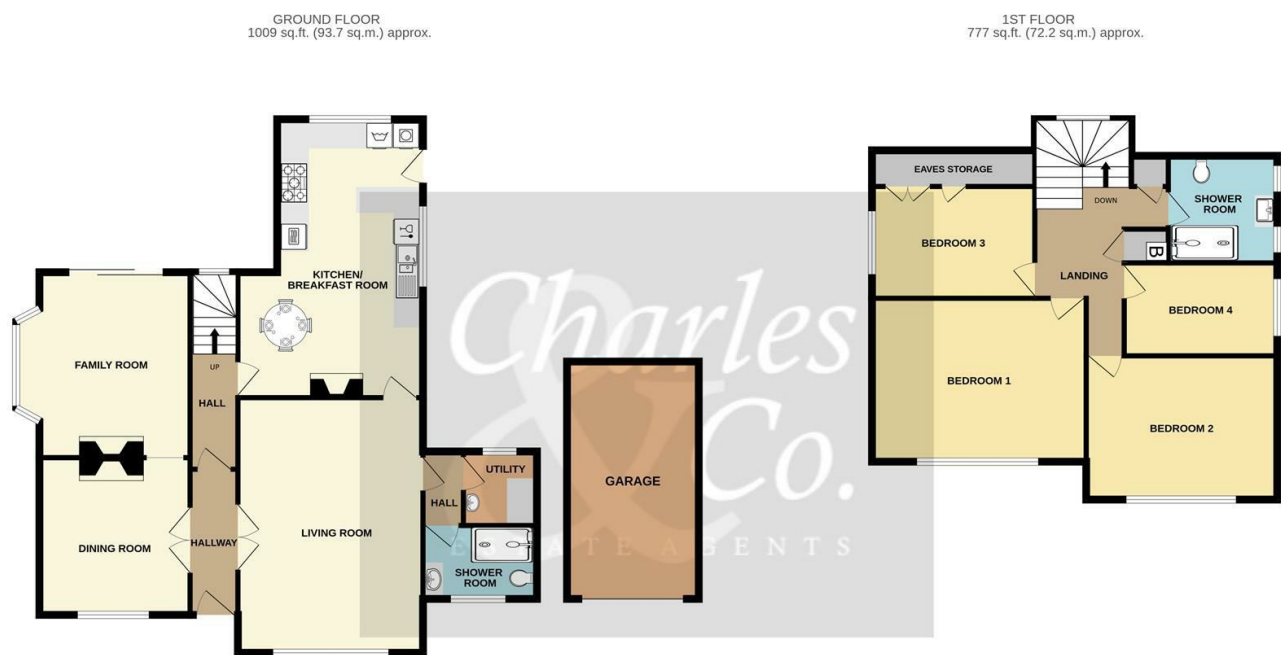 GROUND FLOOR
1009 sq.ft. (93.7 sq.m.) approx.
1ST FLOOR
777 sq.ft. (72.2 sq.m.) approx.
KITCHEN/
BREAKFAST ROOM
FAMILY ROOM
UP
HALL
DINING ROOM
HALLWAY
LIVING ROOM
UTILITY
HALL
SHOWER
ROOM
GARAGE
EAVES STORAGE
DOWN
SHOWER
ROOM
BEDROOM 3
B
LANDING
BEDROOM 4
BEDROOM 1
BEDROOM 2
Charles
& Co.
ESTATE AGENTS